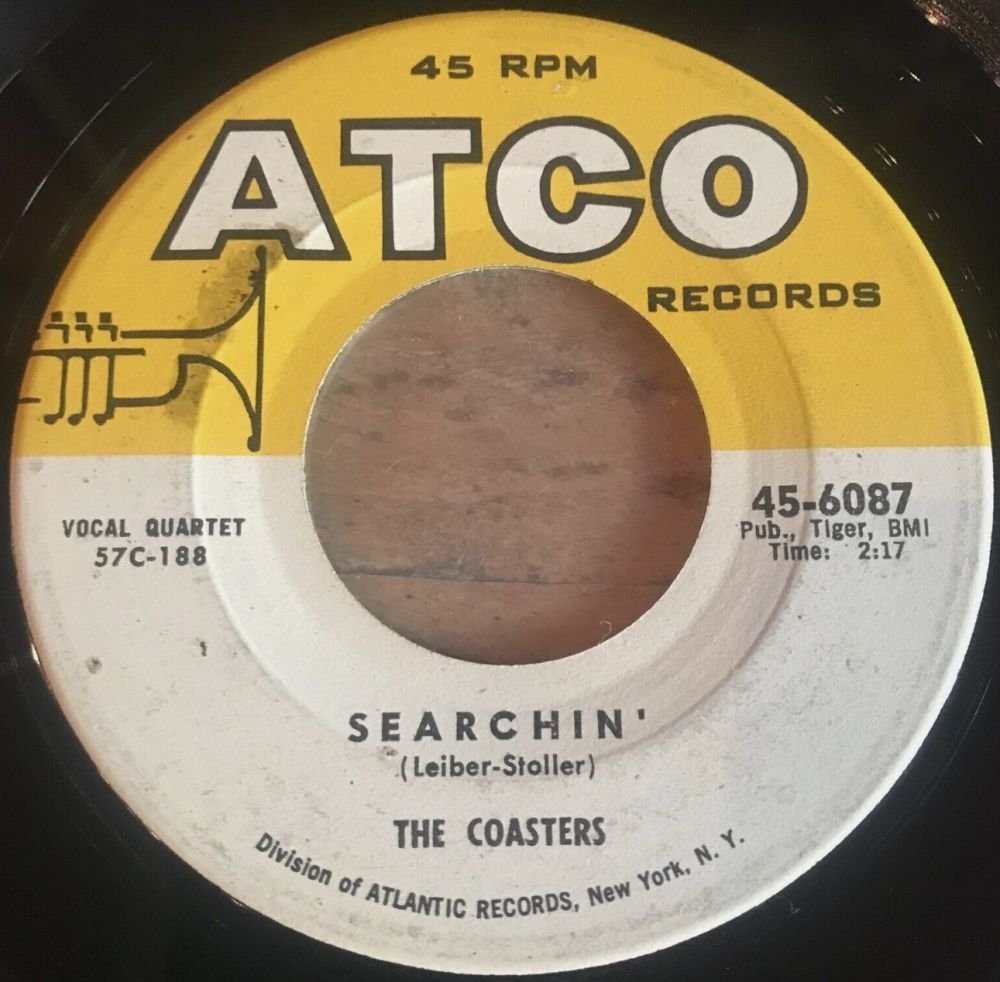 45 RPM
ATCO
RECORDS
VOCAL QUARTET
57C-188
45-6087
Pub., Tiger, BMI
Time: 2:17
SEARCHIN'
(Leiber-Stoller)
THE COASTERS
Division of ATLANTIC RECORDS, New York, N. Y.